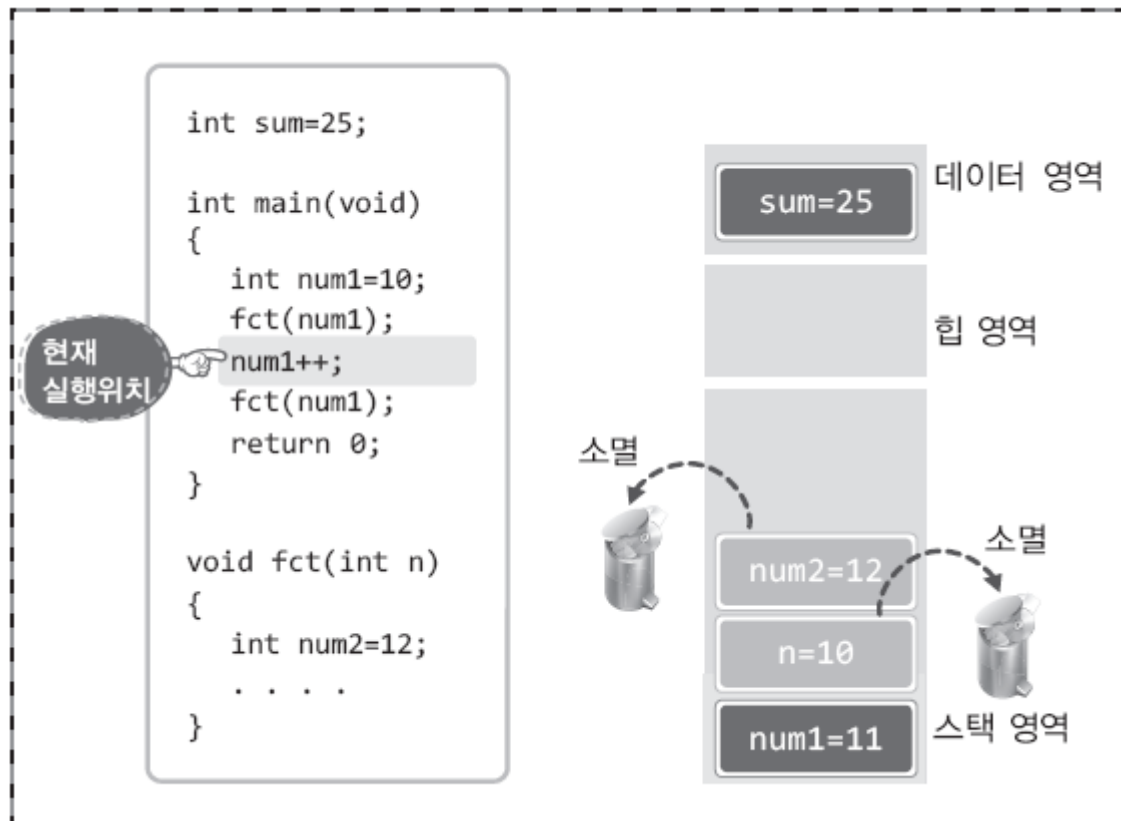 int sum=25;
int main(void)
{
int num1=10;
fct(num1);
num1++;
fct(num1);
return 0;
}
void fct(int n)
{
int num2=12;
. . . .
}
현재
실행위치
데이터 영역
sum=25
힙 영역
소멸
소멸
num2=12
n=10
num1=11
스택 영역